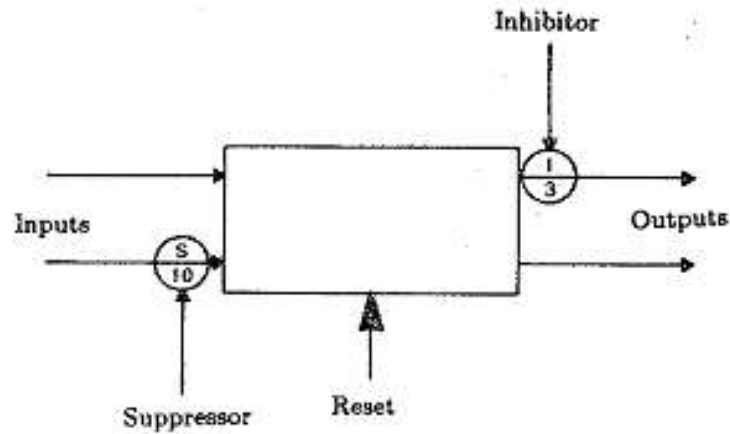 Inhibitor
I
3
Inputs
Outputs
S
10
Suppressor
Reset